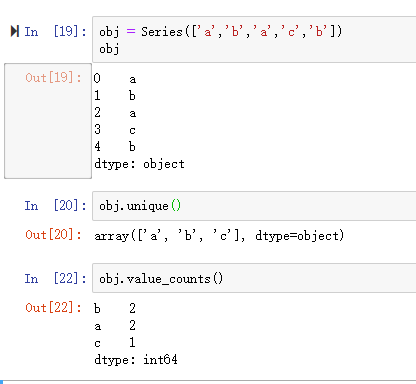 In [19]: obj = Series(['a','b','a','c','b'])
obj
Out[19]: 0 a
1 b
2 a
3 c
4 b
dtype: object
In [20]: obj.unique()
Out[20]: array(['a', 'b', 'c'], dtype=object)
In [22]: obj.value_counts()
Out[22]: b 2
a 2
c 1
dtype: int64